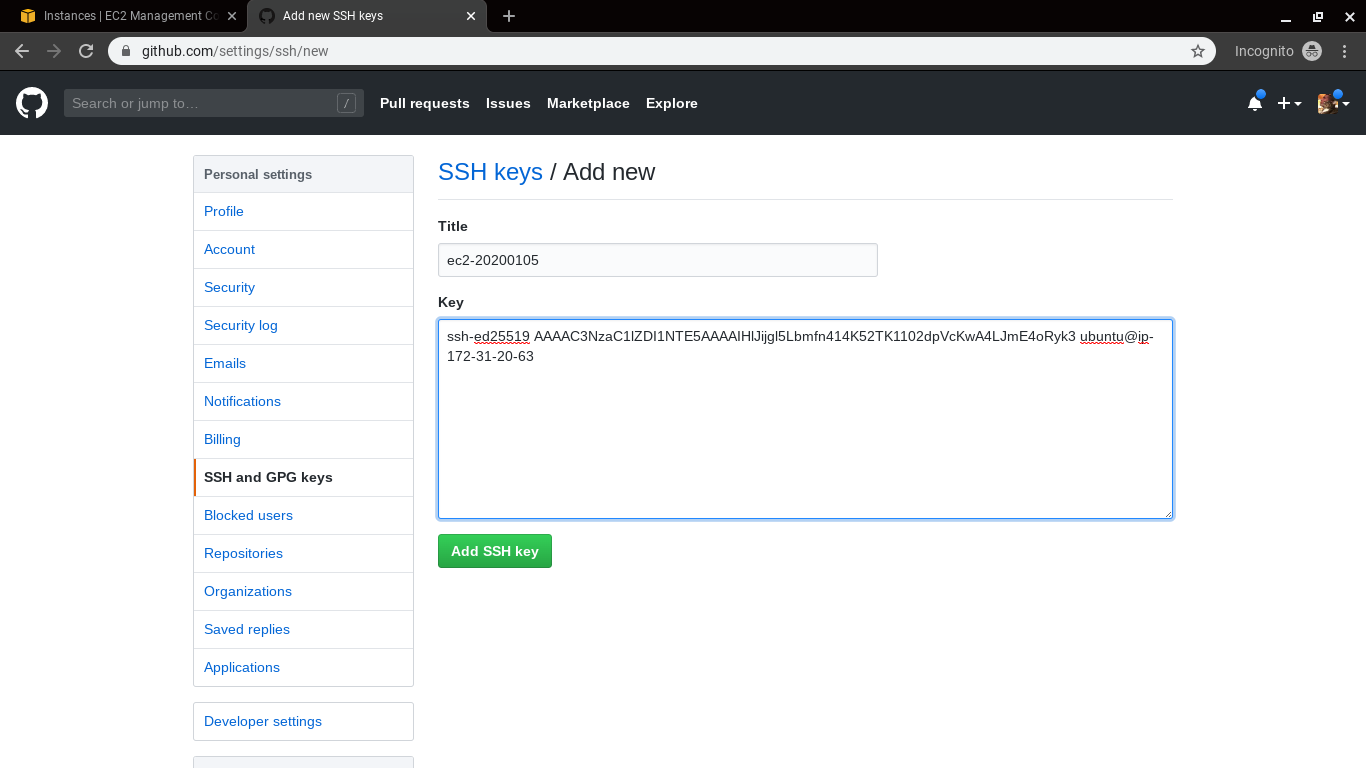 Instances | EC2 Management Co
Add new SSH keys
github.com/settings/ssh/new
Incognito
Search or jump to…
/
Pull requests
Issues
Marketplace
Explore
Personal settings
Profile
Account
Security
Security log
Emails
Notifications
Billing
SSH and GPG keys
Blocked users
Repositories
Organizations
Saved replies
Applications
Developer settings
SSH keys / Add new
Title
ec2-20200105
Key
ssh-ed25519 AAAAC3NzaC1lZDI1NTE5AAAAIHlJijgl5Lbmfn414K52TK1102dpVcKwA4LJmE4oRyk3 ubuntu@ip-
172-31-20-63
Add SSH key